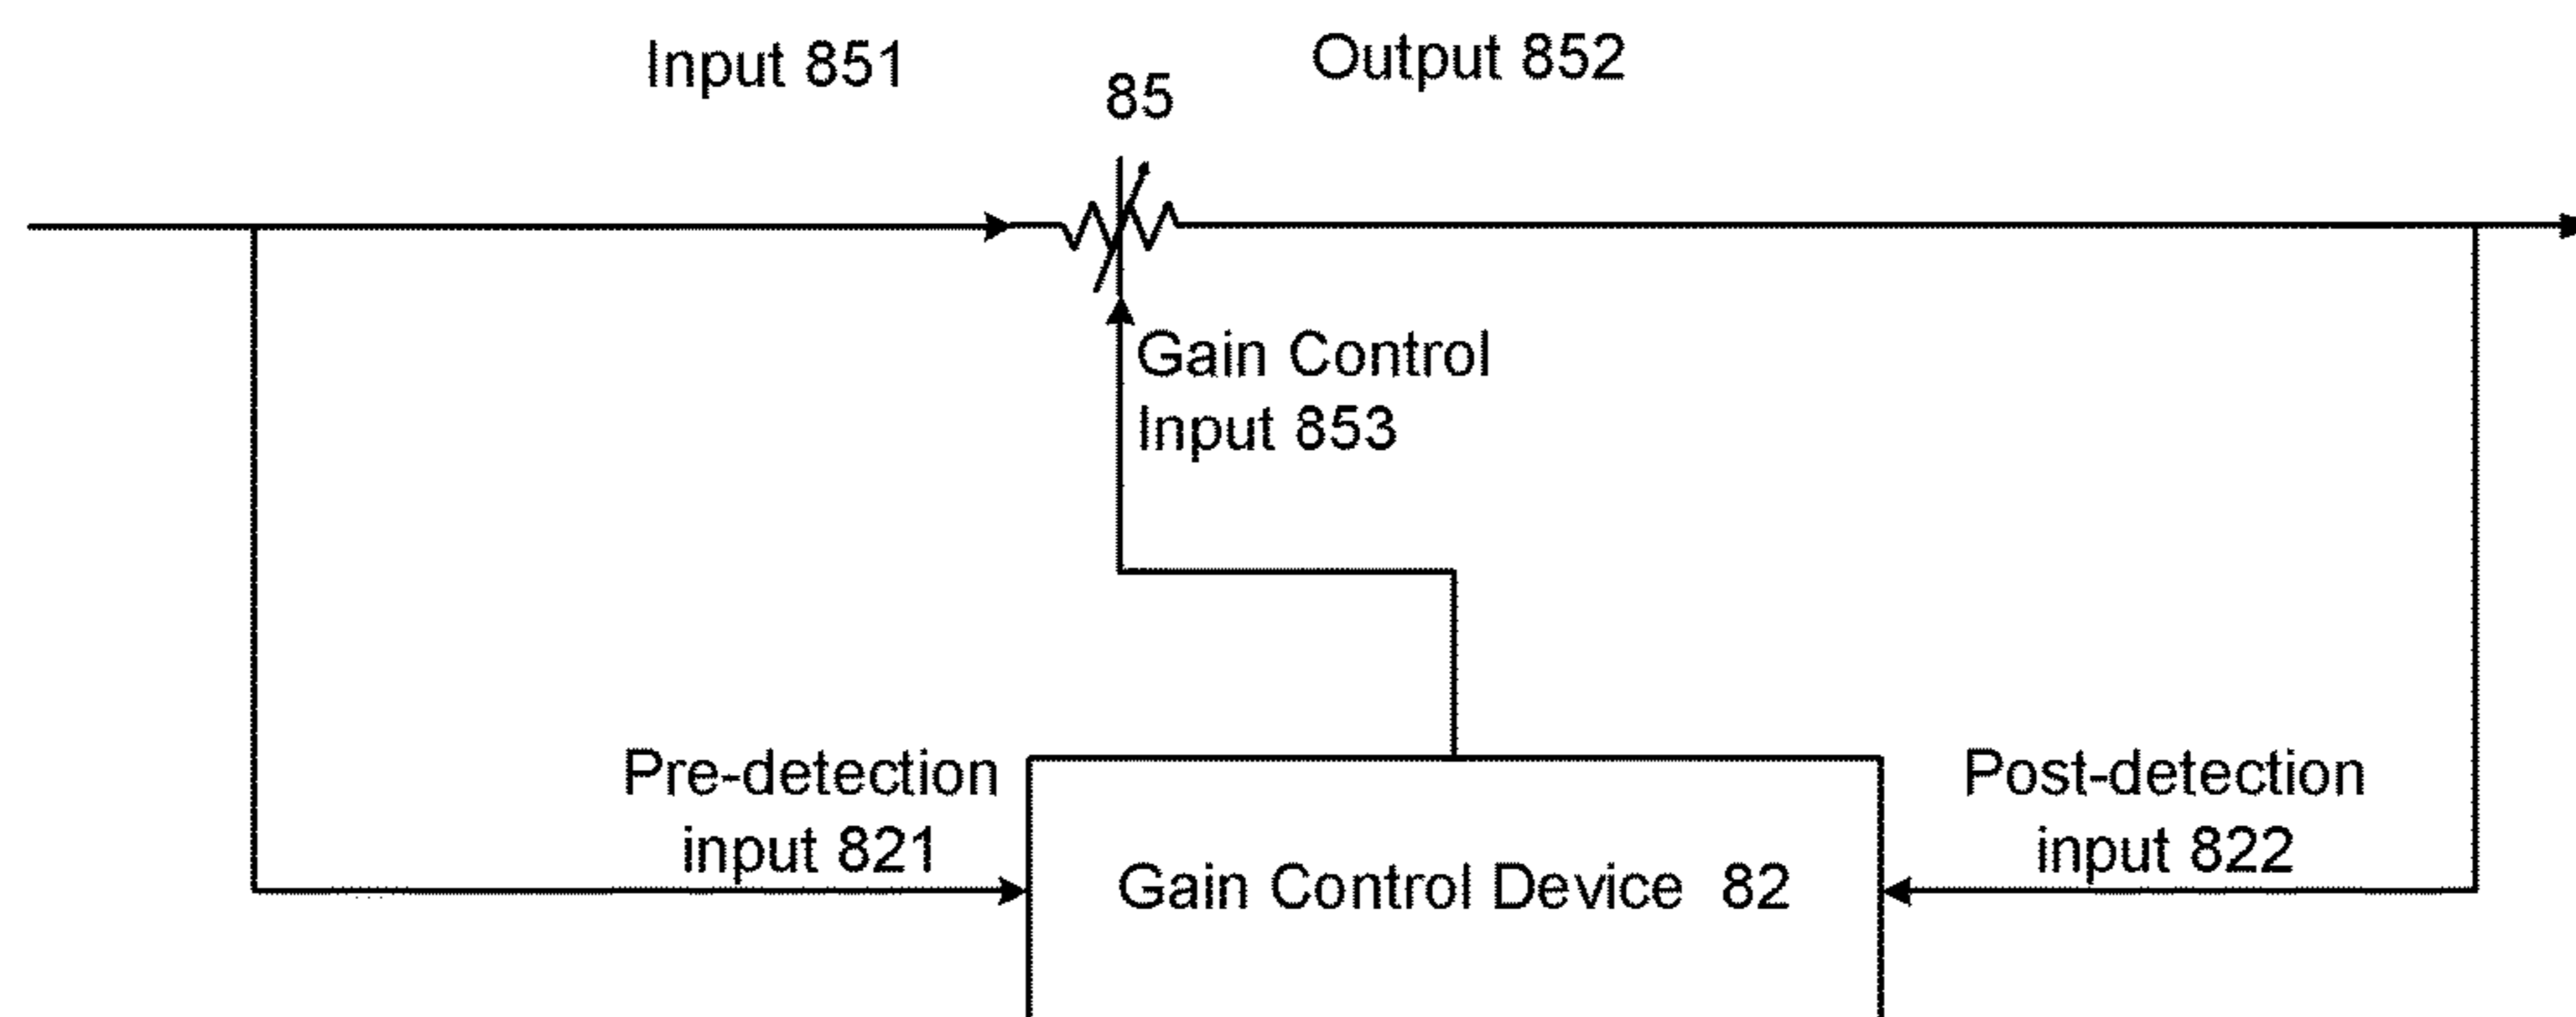 Input 851
85
Output 852
Gain Control
Input 853
Pre-detection
input 821
Gain Control Device 82
Post-detection
input 822